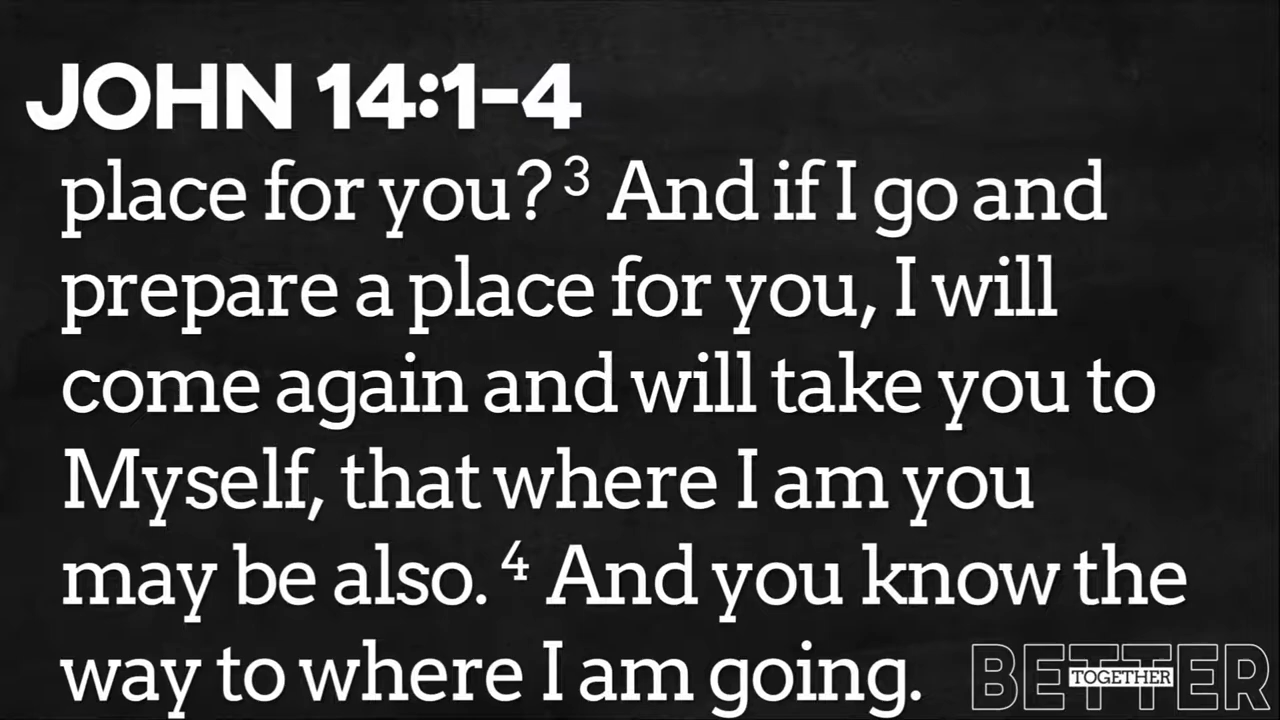 JOHN 14:1-4
place for you? ³ And if I go and
prepare a place for you, I will
come again and will take you to
Myself, that where I am you
may be also. ⁴ And you know the
way to where I am going.
BETTER
TOGETHER